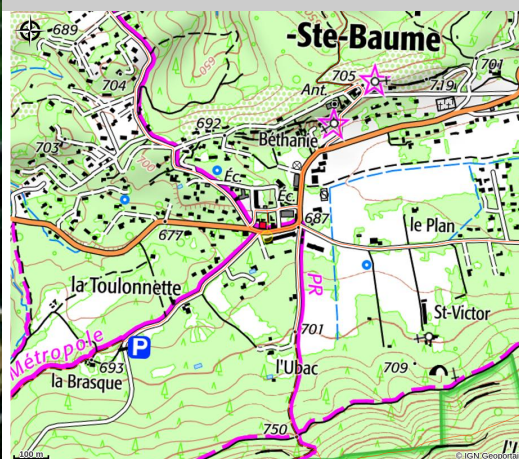 689
-Ste-Baume
059
704
Ant.
705
719
701
692
Béthanie
703
700
Éc.
Éc.
687
677
le Plan
la Toulonnette
PR
St-Victor
701
Métropole
P
693
la Brasque
l'Ubac
709
750
100 m
© IGN Geoportail